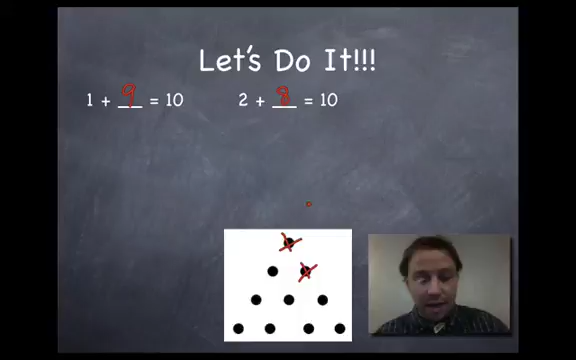 Let's Do It!!!
1 + 9 = 10 2 + 8 = 10